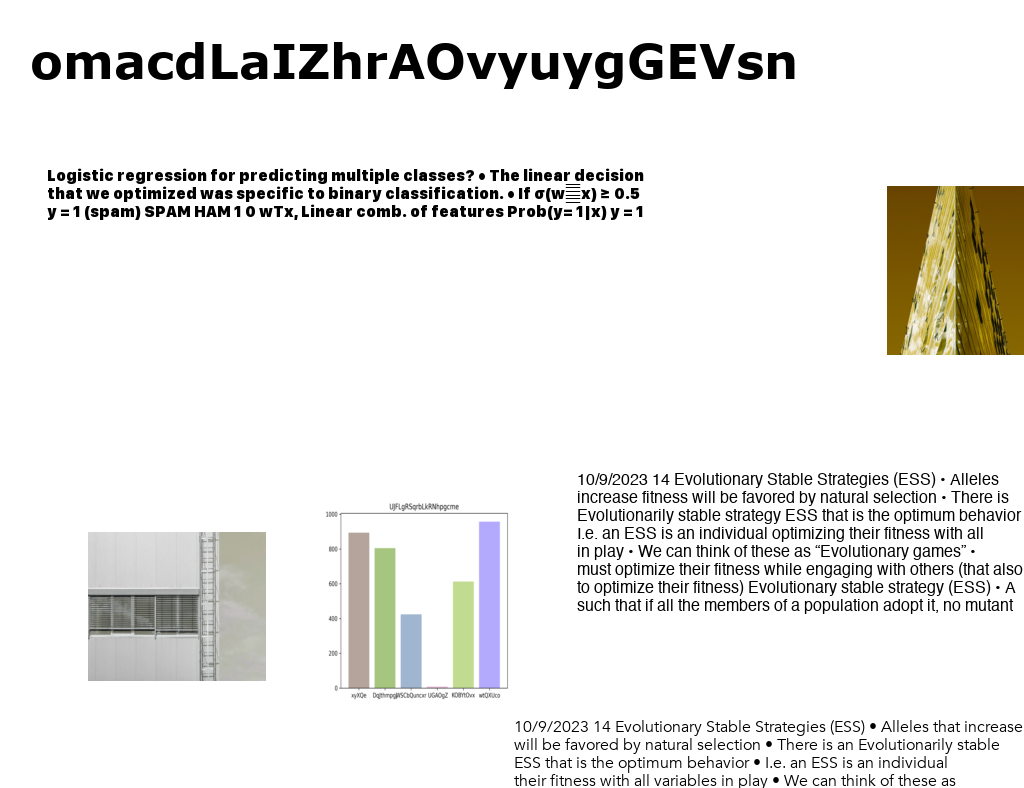 omacdLaIZhrAOvyuygGEVsn
Logistic regression for predicting multiple classes? • The linear decision
that we optimized was specific to binary classification. • If σ(w x) ≥ 0.5
y = 1 (spam) SPAM HAM 1 0 wTx, Linear comb. of features Prob(y= 1|x) y = 1
10/9/2023 14 Evolutionary Stable Strategies (ESS) • Alleles
increase fitness will be favored by natural selection • There is
Evolutionarily stable strategy ESS that is the optimum behavior
I.e. an ESS is an individual optimizing their fitness with all
in play • We can think of these as “Evolutionary games” •
must optimize their fitness while engaging with others (that also
to optimize their fitness) Evolutionary stable strategy (ESS) • A
such that if all the members of a population adopt it, no mutant
UJFLgRSqrbLkRNhpgcme
1000
800
600
400
200
0
xyXQe UGAOgZ KDBYtOvx wtQXUco
10/9/2023 14 Evolutionary Stable Strategies (ESS) • Alleles that increase
will be favored by natural selection • There is an Evolutionarily stable
ESS that is the optimum behavior • I.e. an ESS is an individual
their fitness with all variables in play • We can think of these as